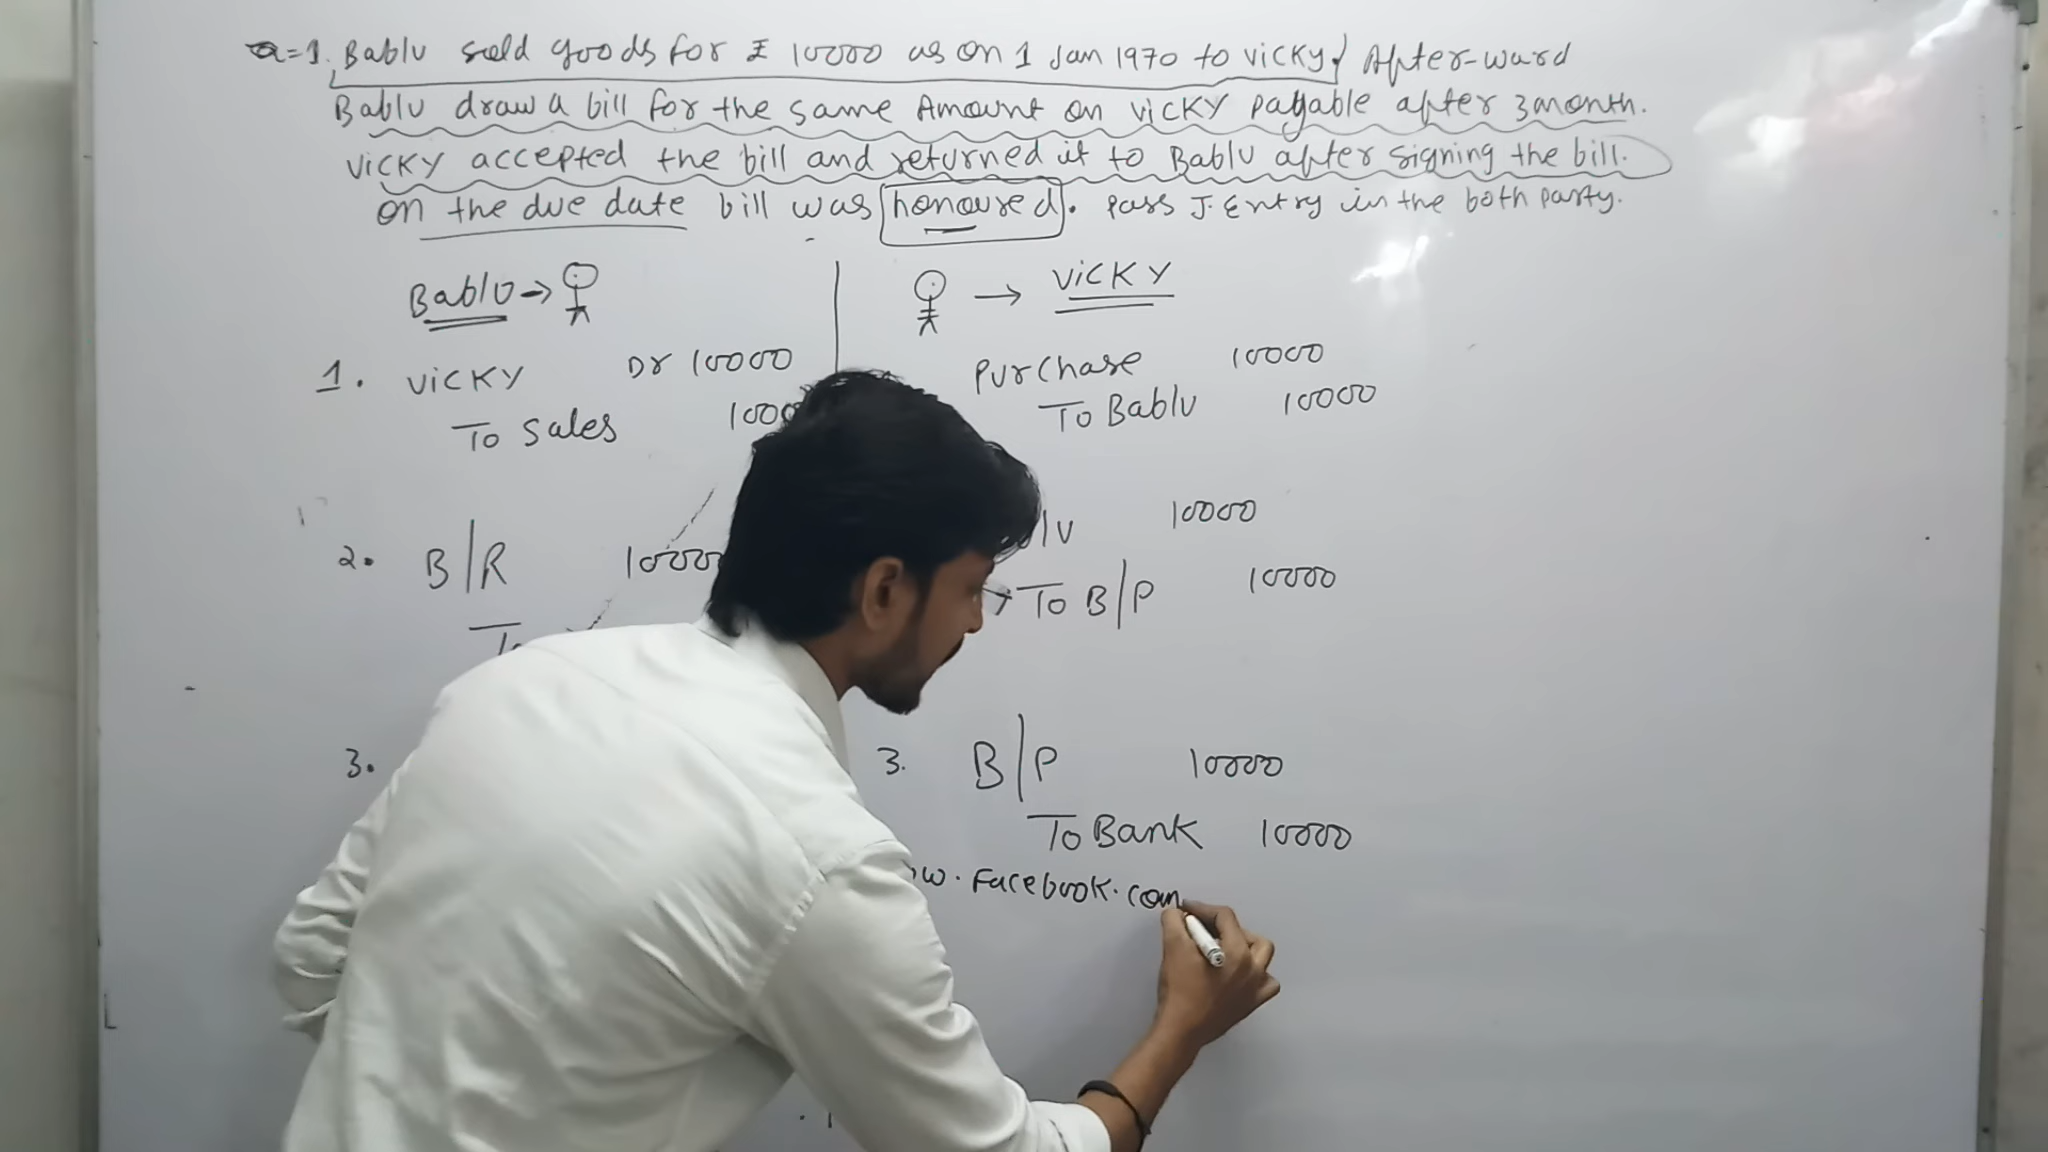 Q=1. Bablu sold goods for ₹ 10000 as on 1 Jan 1970 to Vicky. After-ward
Bablu draw a bill for the same Amount on Vicky payable after 3 month.
Vicky accepted the bill and returned it to Bablu after signing the bill.
on the due date bill was honoured. Pass J. Entry in the both party.
Bablu →
→ Vicky
1. Vicky Dr 10000
To Sales
Purchase 10000
To Bablu 10000
2. B/R 10000
To
10000
→ To B/P 10000
3.
3. B/P 10000
To Bank 10000
w.Facebook.com